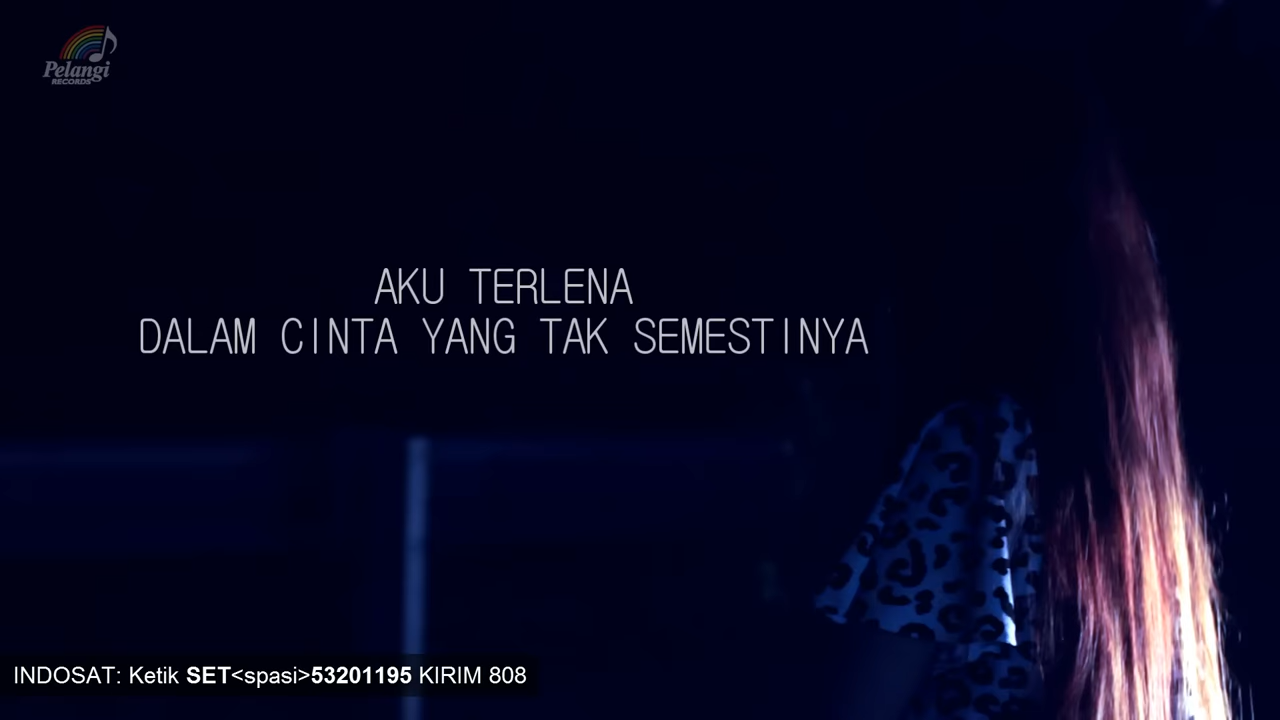 Pelangi
RECORDS
AKU TERLENA
DALAM CINTA YANG TAK SEMESTINYA
INDOSAT: Ketik SET<spasi>53201195 KIRIM 808